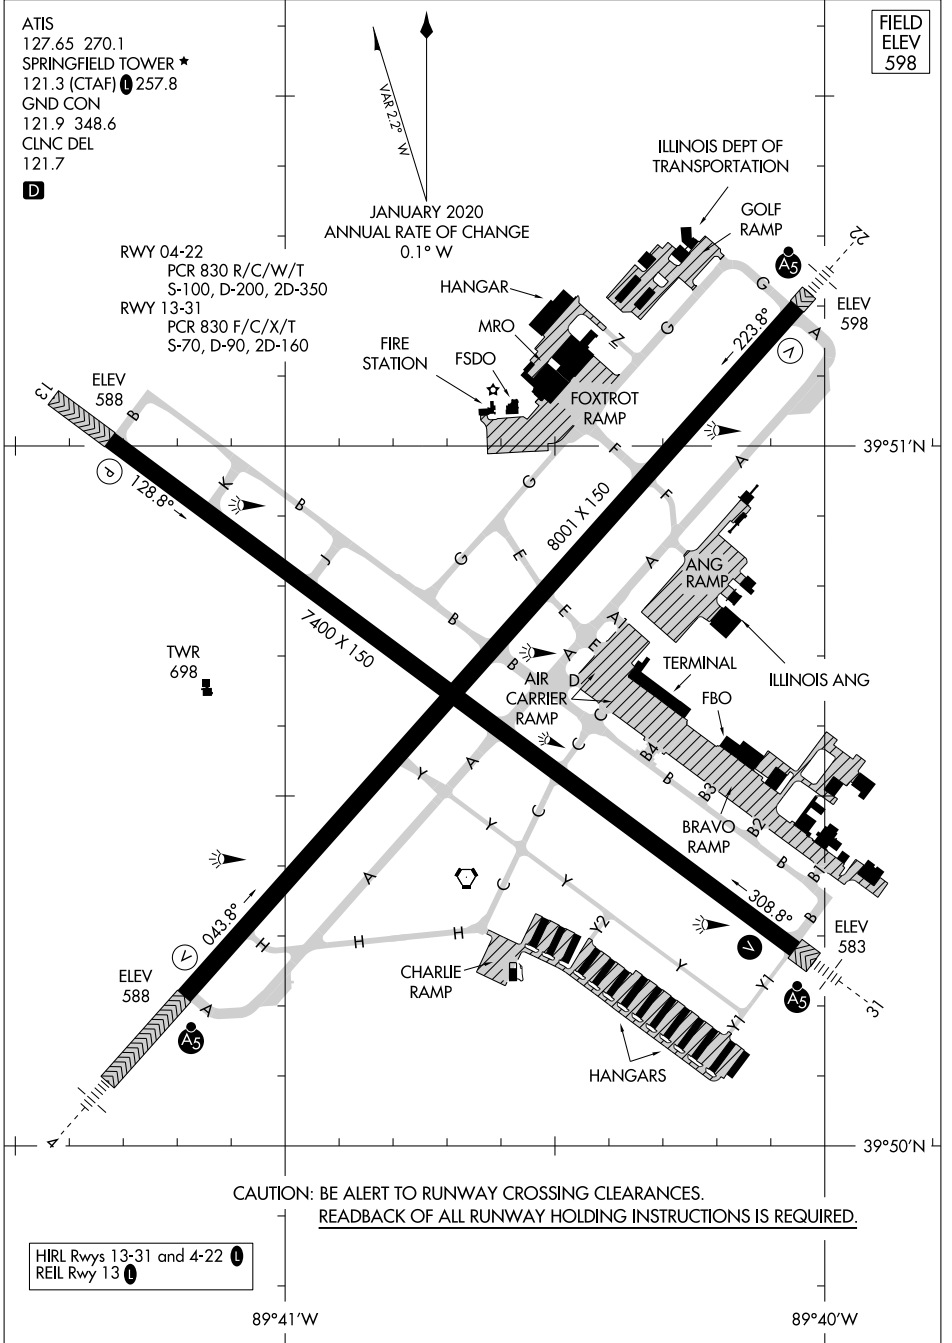 ATIS
127.65 270.1
SPRINGFIELD TOWER ★
121.3 (CTAF) L 257.8
GND CON
121.9 348.6
CLNC DEL
121.7
D
FIELD
ELEV
598
VAR 2.2° W
JANUARY 2020
ANNUAL RATE OF CHANGE
0.1° W
RWY 04-22
PCR 830 R/C/W/T
S-100, D-200, 2D-350
RWY 13-31
PCR 830 F/C/X/T
S-70, D-90, 2D-160
ILLINOIS DEPT OF
TRANSPORTATION
GOLF
RAMP
HANGAR
MRO
FIRE
STATION
FSDO
FOXTROT
RAMP
22
A5
ELEV
598
G
G
A
V
Z
223.8°
13
ELEV
588
B
P
128.8°
K
B
J
F
F
G
G
E
E
A
A
39°51'N
8001 X 150
7400 X 150
B
B
ANG
RAMP
A1
E
A
D
AIR
CARRIER
RAMP
TERMINAL
ILLINOIS ANG
FBO
TWR
698
C
C
C
C
B4
B
B3
B2
B
B1
B
BRAVO
RAMP
A
Y
Y
Y
Y
A
H
H
H
043.8°
V
ELEV
588
A
A5
4
308.8°
V
ELEV
583
A5
31
Y2
Y1
Y1
CHARLIE
RAMP
HANGARS
39°50'N
CAUTION: BE ALERT TO RUNWAY CROSSING CLEARANCES.
READBACK OF ALL RUNWAY HOLDING INSTRUCTIONS IS REQUIRED.
HIRL Rwys 13-31 and 4-22 L
REIL Rwy 13 L
89°41'W
89°40'W